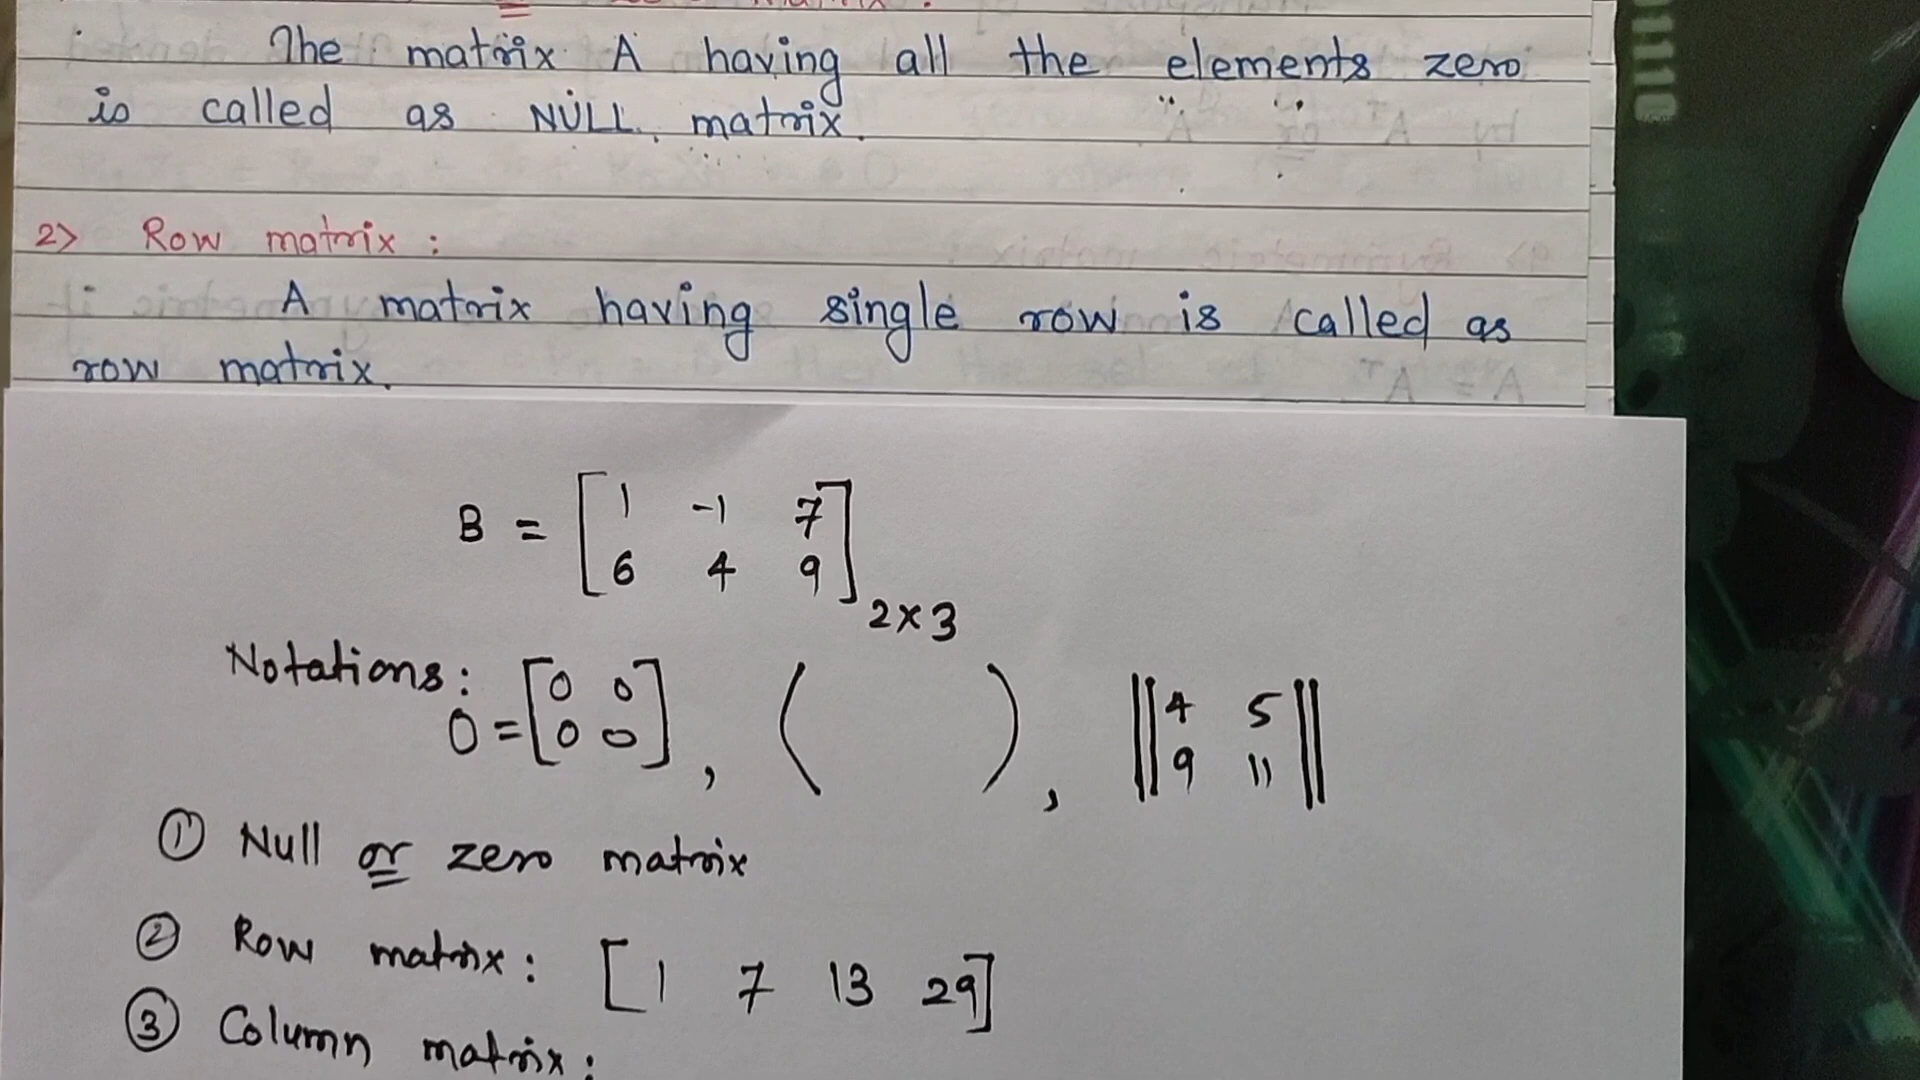 The matrix A having all the elements zero
is called as NULL matrix.
2> Row matrix :
A matrix having single row is called as
row matrix.
B = [ 1 -1 7
6 4 9 ] 2×3
Notations :
O = [ 0 0
0 0 ] , (   ) , || 4 5
9 11 ||
① Null or zero matrix
② Row matrix : [ 1 7 13 29 ]
③ Column matrix :